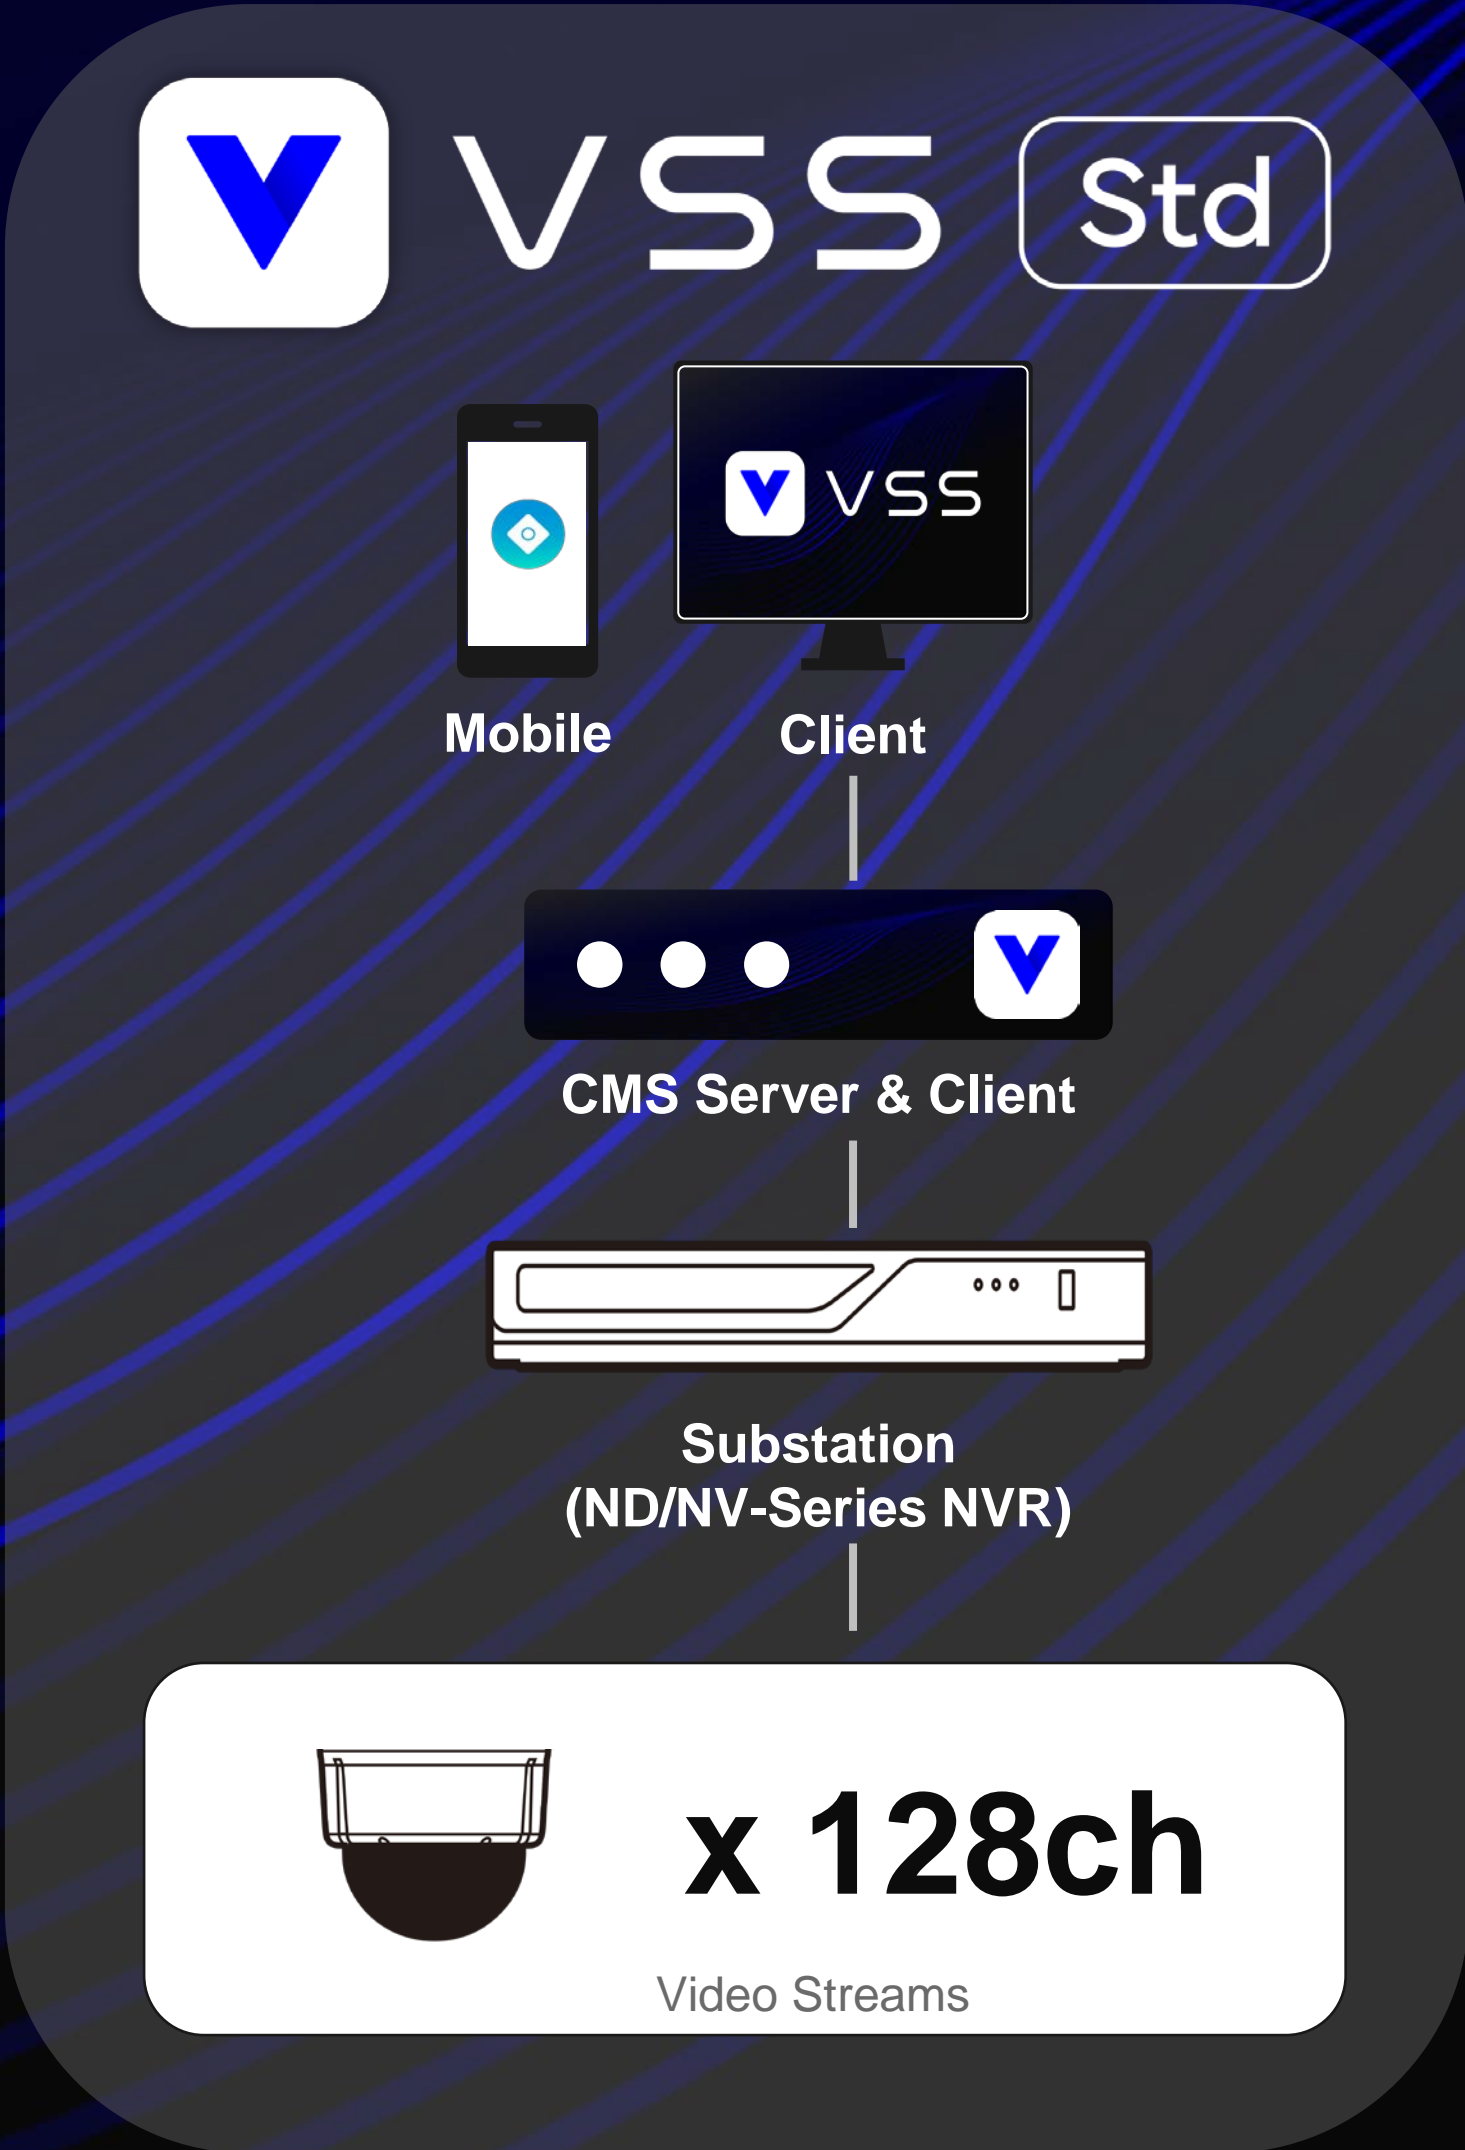 VSS Std
VSS
Mobile Client
CMS Server & Client
Substation
(ND/NV-Series NVR)
x 128ch
Video Streams